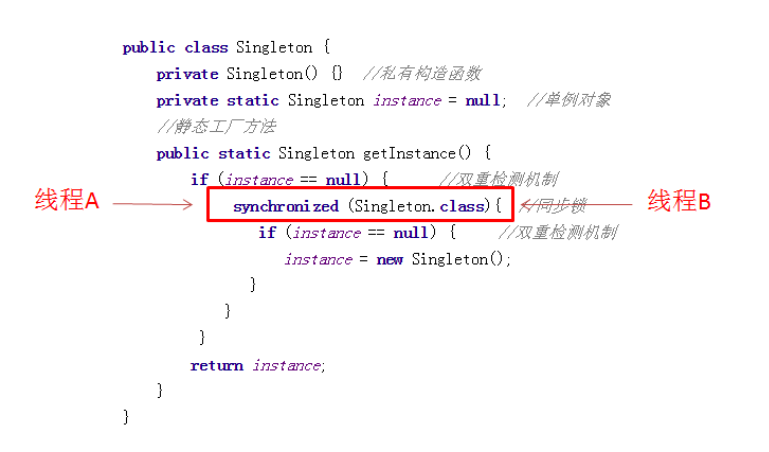 public class Singleton {
private Singleton() {} //私有构造函数
private static Singleton instance = null; //单例对象
//静态工厂方法
public static Singleton getInstance() {
if (instance == null) { //双重检测机制
线程A synchronized (Singleton.class){ //同步锁 线程B
if (instance == null) { //双重检测机制
instance = new Singleton();
}
}
}
return instance;
}
}